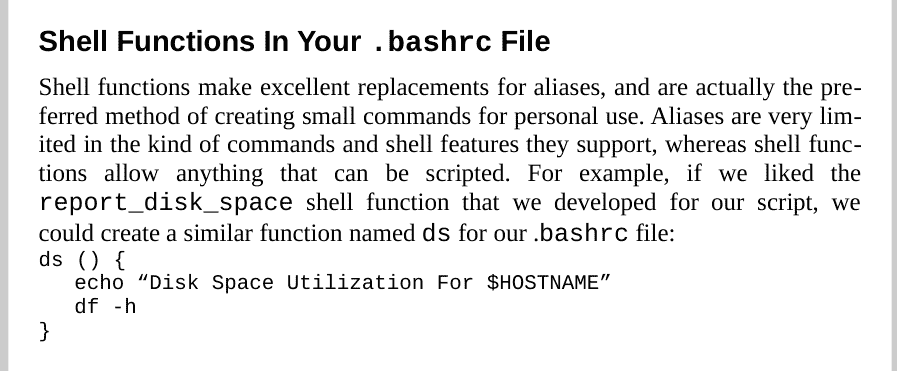 Shell Functions In Your .bashrc File
Shell functions make excellent replacements for aliases, and are actually the pre-
ferred method of creating small commands for personal use. Aliases are very lim-
ited in the kind of commands and shell features they support, whereas shell func-
tions allow anything that can be scripted. For example, if we liked the
report_disk_space shell function that we developed for our script, we
could create a similar function named ds for our .bashrc file:
ds () {
   echo “Disk Space Utilization For $HOSTNAME”
   df -h
}